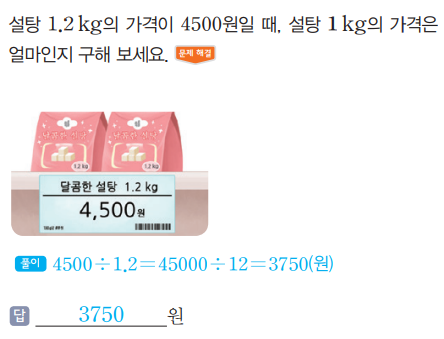 설탕 1.2 kg의 가격이 4500원일 때, 설탕 1 kg의 가격은
얼마인지 구해 보세요. 문제 해결
달콤한 설탕
달콤한 설탕
1.2 kg
1.2 kg
달콤한 설탕 1.2 kg
4,500원
풀이 4500÷1.2=45000÷12=3750(원)
답 3750 원